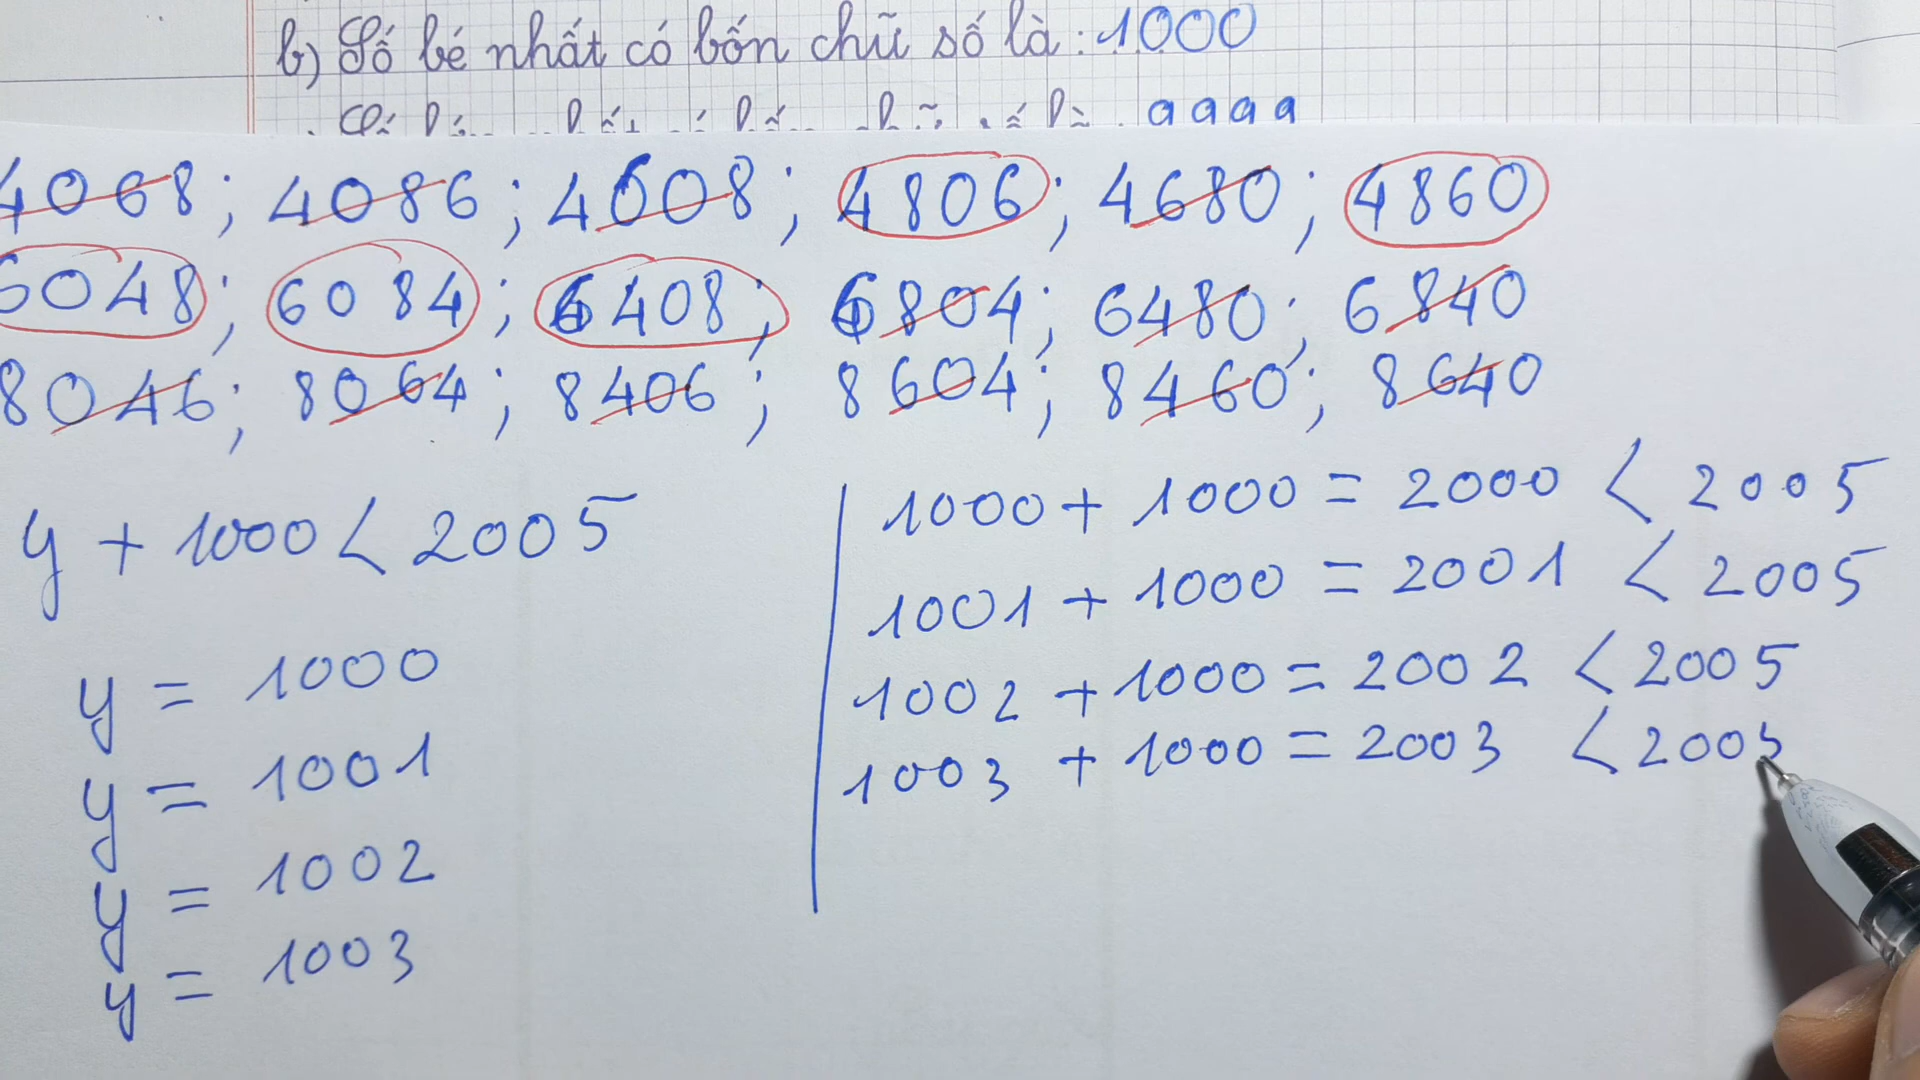 b) Số bé nhất có bốn chữ số là: 1000
9999
4068; 4086; 4608; 4806; 4680; 4860
6048; 6084; 6408; 6804; 6480; 6840
8046; 8064; 8406; 8604; 8460; 8640
y + 1000 < 2005
y = 1000
y = 1001
y = 1002
y = 1003
1000 + 1000 = 2000 < 2005
1001 + 1000 = 2001 < 2005
1002 + 1000 = 2002 < 2005
1003 + 1000 = 2003 < 2005